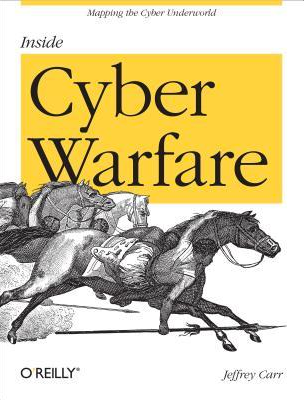 Mapping the Cyber Underworld
Inside
Cyber
Warfare
O'REILLY®
Jeffrey Carr